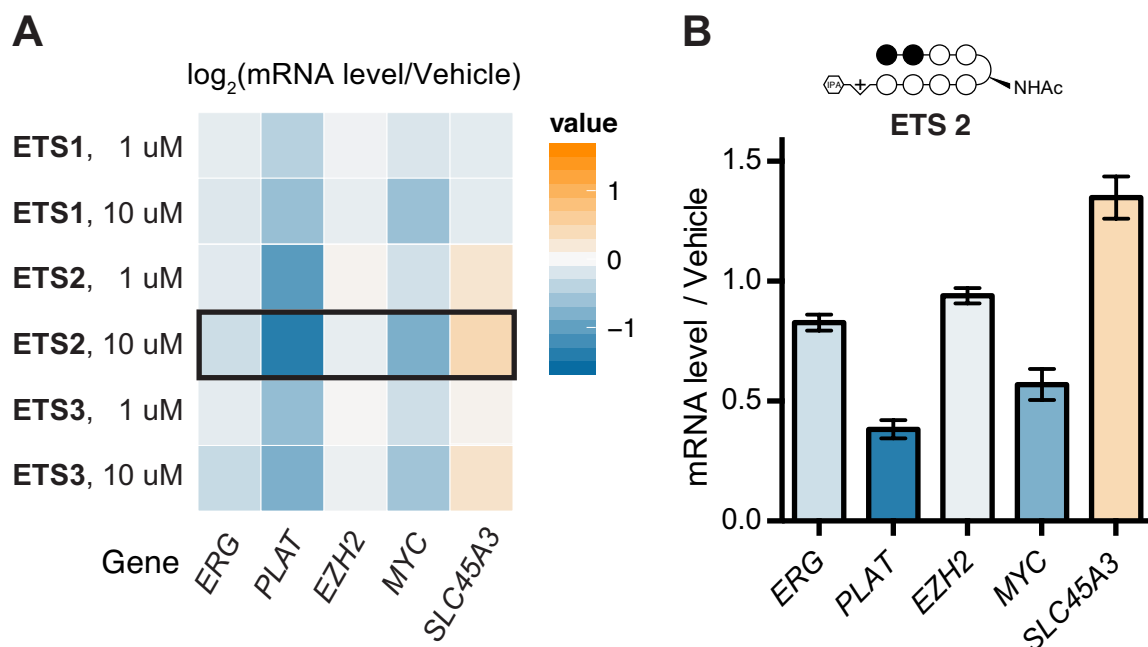 A
log2(mRNA level/Vehicle)
ETS1, 1 uM
ETS1, 10 uM
ETS2, 1 uM
ETS2, 10 uM
ETS3, 1 uM
ETS3, 10 uM
Gene
ERG
PLAT
EZH2
MYC
SLC45A3
value
1
0
−1
B
IPA
+
NHAc
ETS 2
mRNA level / Vehicle
1.5
1.0
0.5
0.0
ERG
PLAT
EZH2
MYC
SLC45A3